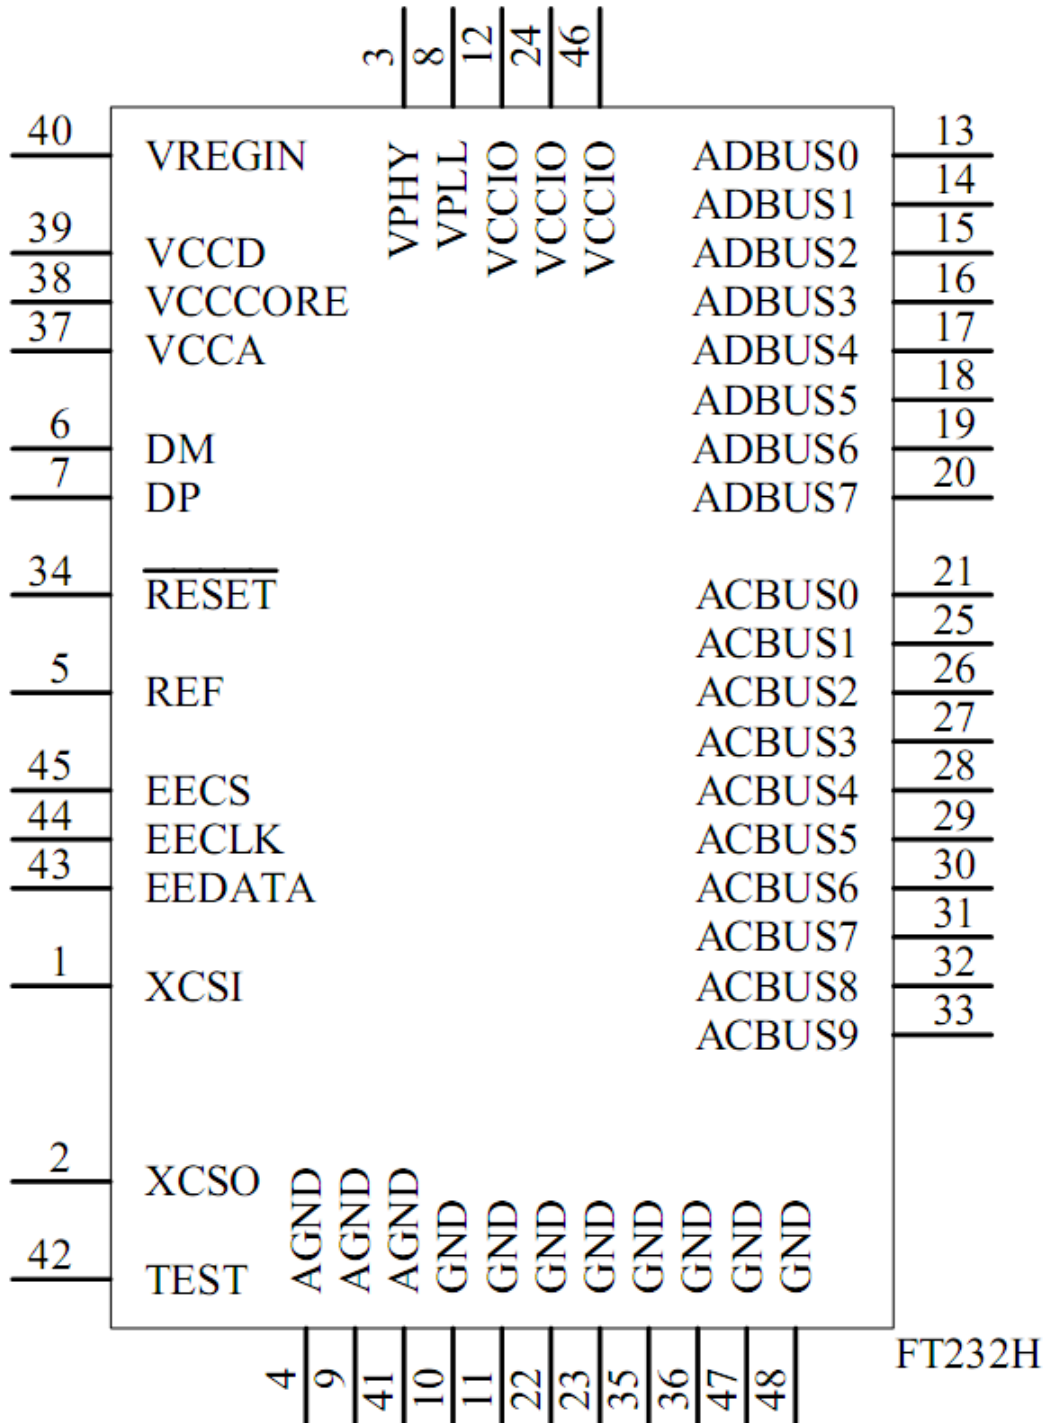 3 8 12 24 46
40 VREGIN VPHY VPLL VCCIO VCCIO VCCIO ADBUS0 13
ADBUS1 14
39 VCCD ADBUS2 15
38 VCCCORE ADBUS3 16
37 VCCA ADBUS4 17
ADBUS5 18
6 DM ADBUS6 19
7 DP ADBUS7 20
34 RESET ACBUS0 21
ACBUS1 25
5 REF ACBUS2 26
ACBUS3 27
45 EECS ACBUS4 28
44 EECLK ACBUS5 29
43 EEDATA ACBUS6 30
ACBUS7 31
1 XCSI ACBUS8 32
ACBUS9 33
2 XCSO
42 TEST
AGND AGND AGND GND GND GND GND GND GND GND GND
4 9 41 10 11 22 23 35 36 47 48
FT232H